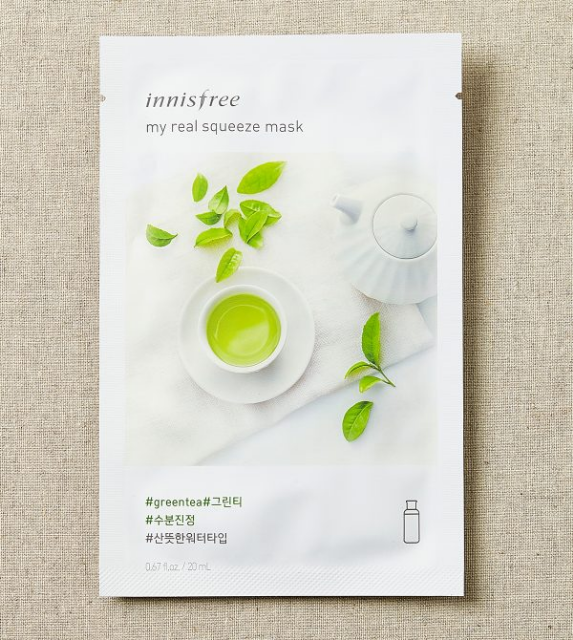 innisfree
my real squeeze mask
#greentea#그린티
#수분진정
#산뜻한워터타입
0.67 fl.oz. / 20 mL